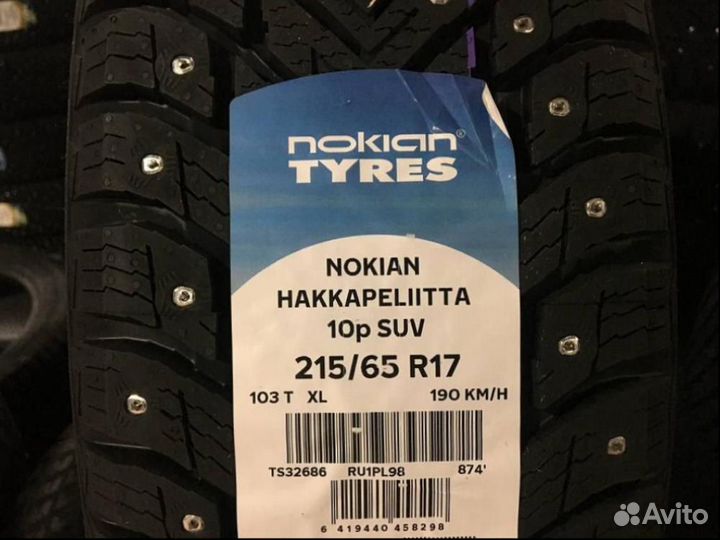 nokian®
TYRES
NOKIAN
HAKKAPELIITTA
10p SUV
215/65 R17
103 T XL 190 KM/H
TS32686 RU1PL98 874'
6 419440 458298
Avito